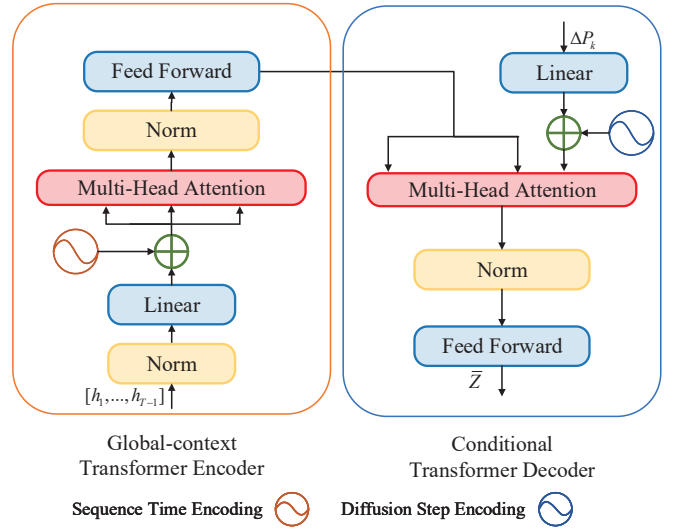 Feed Forward
Norm
Multi-Head Attention
Linear
Norm
[h₁,...,h_{T−1}]
Global-context
Transformer Encoder
ΔP_k
Linear
Multi-Head Attention
Norm
Feed Forward
Z̄
Conditional
Transformer Decoder
Sequence Time Encoding
Diffusion Step Encoding